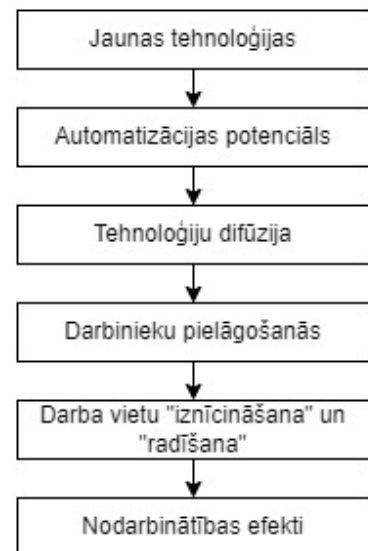 Jaunas tehnoloģijas
Automatizācijas potenciāls
Tehnoloģiju difūzija
Darbinieku pielāgošanās
Darba vietu "iznīcināšana" un
"radīšana"
Nodarbinātības efekti